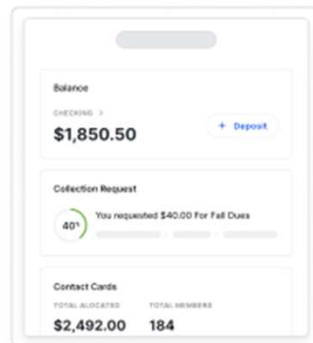 Balance
CHECKING >
$1,850.50
+ Deposit
Collection Request
40%
You requested $40.00 For Fall Dues
Contact Cards
TOTAL ALOCATED
TOTAL MEMBERS
$2,492.00
184